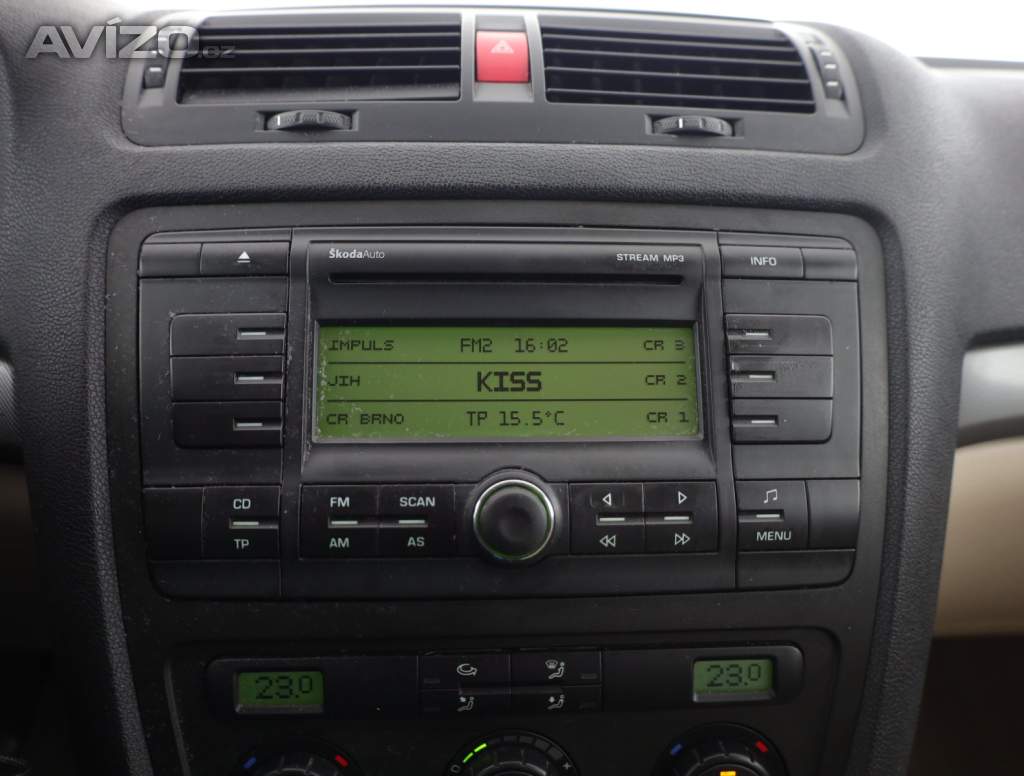 AVÍZO.cz
ŠkodaAuto STREAM MP3 INFO
IMPULS FM2 16:02 CR 3
JIH KISS CR 2
CR BRNO TP 15.5°C CR 1
CD FM SCAN
TP AM AS MENU
23.0 23.0